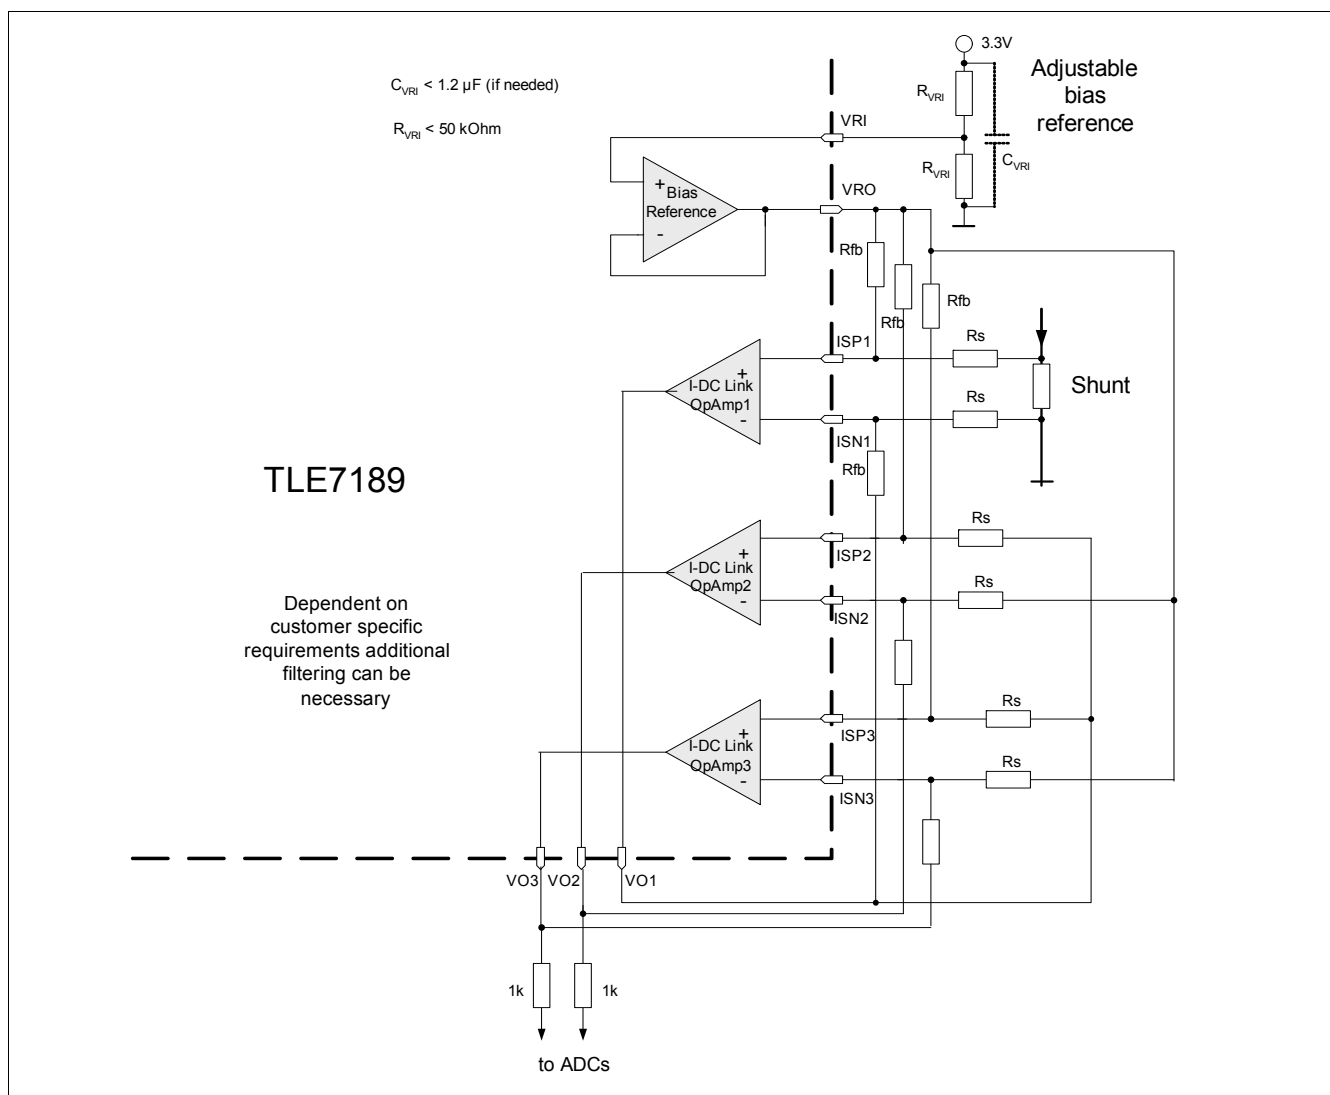 3.3V
Adjustable
bias
reference
C_VRI < 1.2 µF (if needed)
R_VRI
R_VRI < 50 kOhm
VRI
C_VRI
R_VRI
VRO
+
Bias
Reference
-
Rfb
Rfb
Rfb
ISP1
Rs
+
I-DC Link
OpAmp1
-
Shunt
Rs
ISN1
Rfb
TLE7189
Rs
ISP2
+
I-DC Link
OpAmp2
-
Rs
ISN2
Dependent on
customer specific
requirements additional
filtering can be
necessary
Rs
ISP3
+
I-DC Link
OpAmp3
-
Rs
ISN3
VO3
VO2
VO1
1k
1k
to ADCs